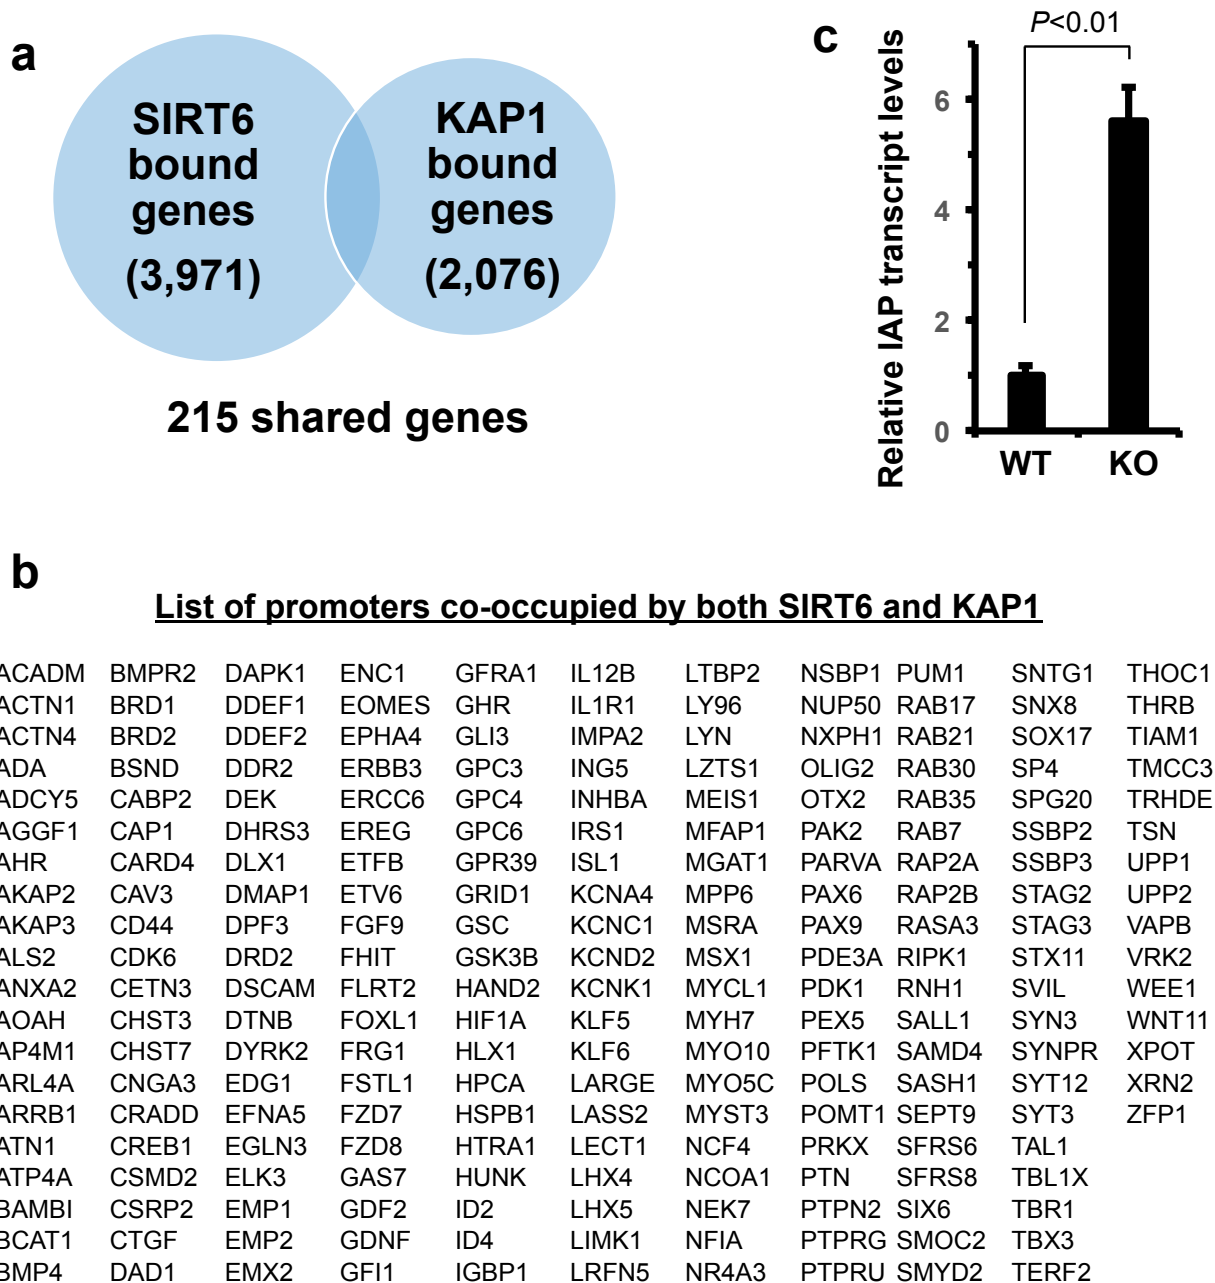 a
SIRT6
bound
genes
(3,971)
KAP1
bound
genes
(2,076)
215 shared genes
c
P<0.01
Relative IAP transcript levels
6
4
2
0
WT KO
b
List of promoters co-occupied by both SIRT6 and KAP1
ACADM BMPR2 DAPK1 ENC1 GFRA1 IL12B LTBP2 NSBP1 PUM1 SNTG1 THOC1
ACTN1 BRD1 DDEF1 EOMES GHR IL1R1 LY96 NUP50 RAB17 SNX8 THRB
ACTN4 BRD2 DDEF2 EPHA4 GLI3 IMPA2 LYN NXPH1 RAB21 SOX17 TIAM1
ADA BSND DDR2 ERBB3 GPC3 ING5 LZTS1 OLIG2 RAB30 SP4 TMCC3
ADCY5 CABP2 DEK ERCC6 GPC4 INHBA MEIS1 OTX2 RAB35 SPG20 TRHDE
AGGF1 CAP1 DHRS3 EREG GPC6 IRS1 MFAP1 PAK2 RAB7 SSBP2 TSN
AHR CARD4 DLX1 ETFB GPR39 ISL1 MGAT1 PARVA RAP2A SSBP3 UPP1
AKAP2 CAV3 DMAP1 ETV6 GRID1 KCNA4 MPP6 PAX6 RAP2B STAG2 UPP2
AKAP3 CD44 DPF3 FGF9 GSC KCNC1 MSRA PAX9 RASA3 STAG3 VAPB
ALS2 CDK6 DRD2 FHIT GSK3B KCND2 MSX1 PDE3A RIPK1 STX11 VRK2
ANXA2 CETN3 DSCAM FLRT2 HAND2 KCNK1 MYCL1 PDK1 RNH1 SVIL WEE1
AOAH CHST3 DTNB FOXL1 HIF1A KLF5 MYH7 PEX5 SALL1 SYN3 WNT11
AP4M1 CHST7 DYRK2 FRG1 HLX1 KLF6 MYO10 PFTK1 SAMD4 SYNPR XPOT
ARL4A CNGA3 EDG1 FSTL1 HPCA LARGE MYO5C POLS SASH1 SYT12 XRN2
ARRB1 CRADD EFNA5 FZD7 HSPB1 LASS2 MYST3 POMT1 SEPT9 SYT3 ZFP1
ATN1 CREB1 EGLN3 FZD8 HTRA1 LECT1 NCF4 PRKX SFRS6 TAL1
ATP4A CSMD2 ELK3 GAS7 HUNK LHX4 NCOA1 PTN SFRS8 TBL1X
BAMBI CSRP2 EMP1 GDF2 ID2 LHX5 NEK7 PTPN2 SIX6 TBR1
BCAT1 CTGF EMP2 GDNF ID4 LIMK1 NFIA PTPRG SMOC2 TBX3
BMP4 DAD1 EMX2 GFI1 IGBP1 LRFN5 NR4A3 PTPRU SMYD2 TERF2